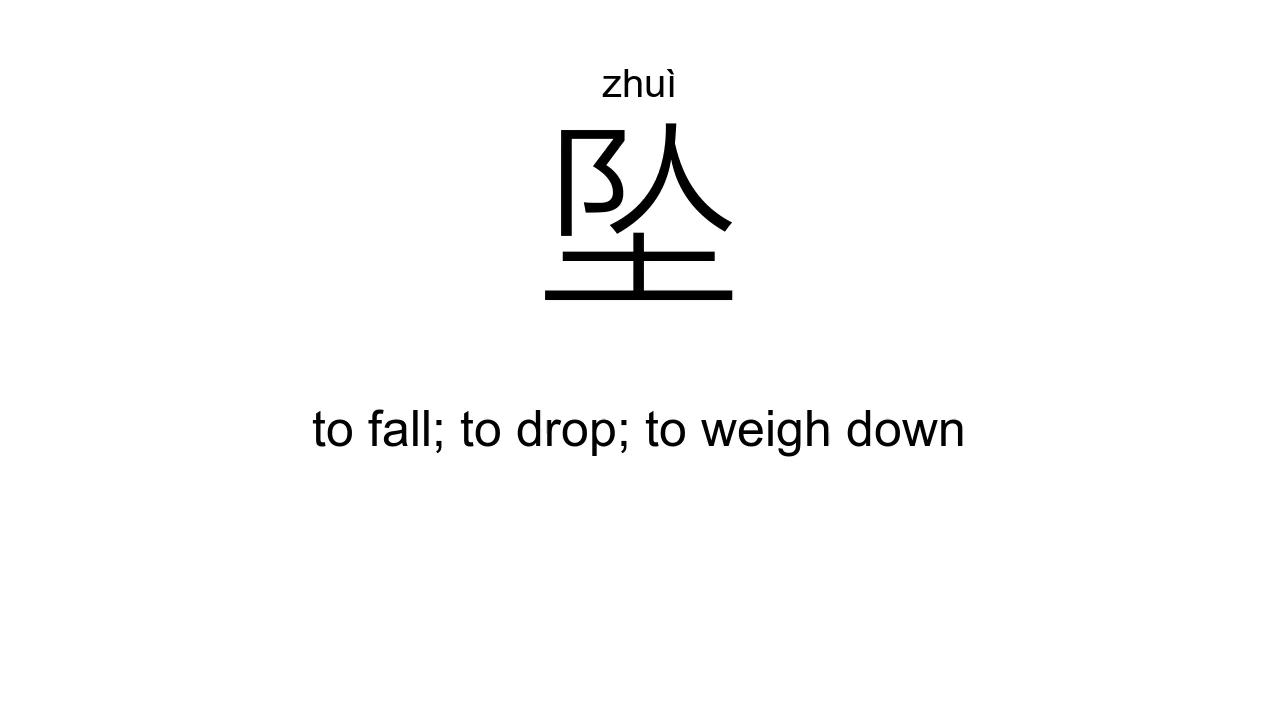 zhuì
坠
to fall; to drop; to weigh down